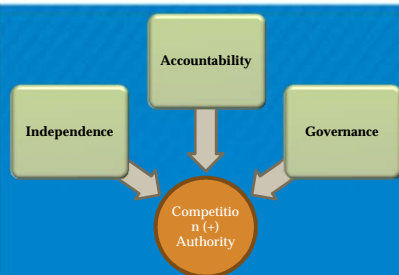 Accountability
Independence
Governance
Competitio
n (+)
Authority